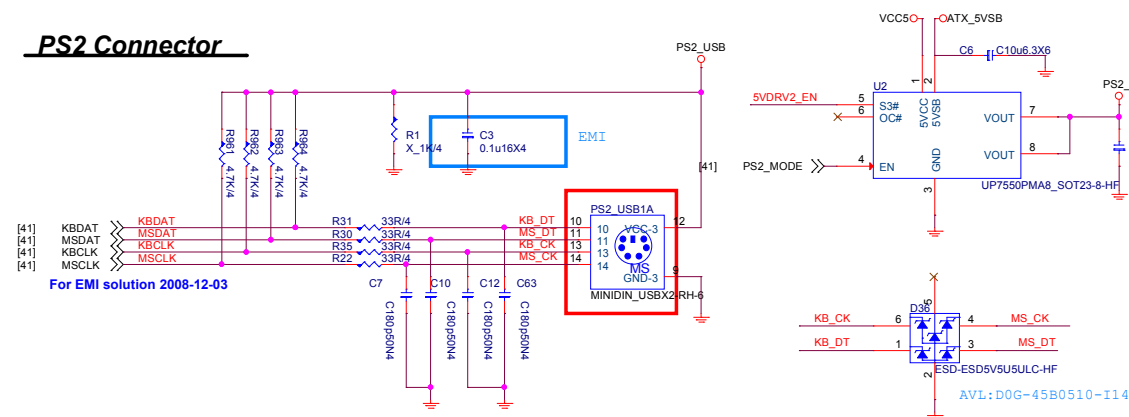 PS2 Connector
PS2_USB
R961
4.7K/4
R962
4.7K/4
R963
4.7K/4
R964
4.7K/4
R1
X_1K/4
C3
0.1u16X4
EMI
[41]
[41] KBDAT KBDAT R31 33R/4 KB_DT 10
[41] MSDAT MSDAT R30 33R/4 MS_DT 11
[41] KBCLK KBCLK R35 33R/4 KB_CK 13
[41] MSCLK MSCLK R22 33R/4 MS_CK 14
For EMI solution 2008-12-03
PS2_USB1A
10 VCC-3 12
11
13
14 MS
GND-3 9
MINIDIN_USBX2-RH-6
C7 C10 C12 C63
C180p50N4
C180p50N4
C180p50N4
C180p50N4
VCC5 ATX_5VSB
C6 C10u6.3X6
1 2
U2
5VDRV2_EN 5 S3#
6 OC#
5VCC
5VSB
VOUT 7
VOUT 8
PS2_MODE 4 EN
GND
3
UP7550PMA8_SOT23-8-HF
PS2_
D36
5
KB_CK 6 4 MS_CK
KB_DT 1 3 MS_DT
2
ESD-ESD5V5U5ULC-HF
AVL:D0G-45B0510-I14